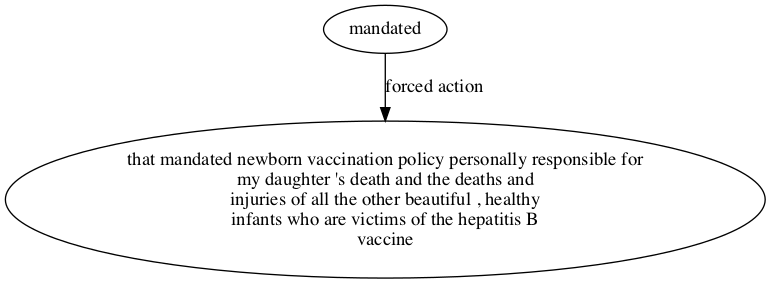 mandated
forced action
that mandated newborn vaccination policy personally responsible for
my daughter 's death and the deaths and
injuries of all the other beautiful , healthy
infants who are victims of the hepatitis B
vaccine